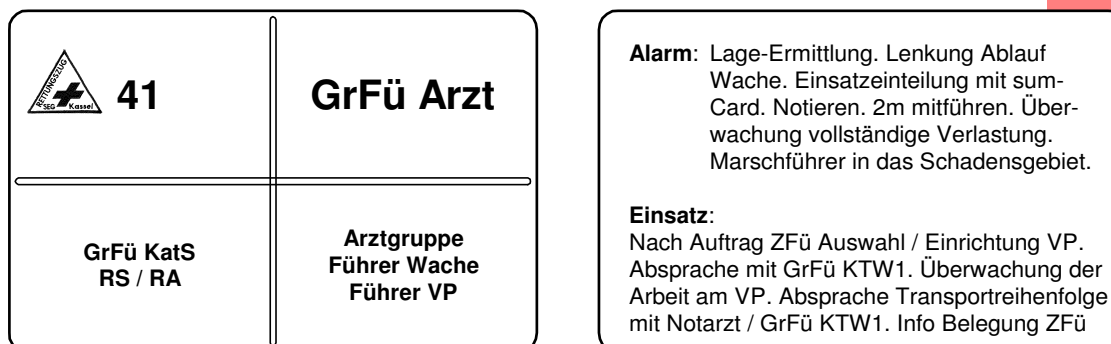 RETTUNGSZUG
SEG Kassel
41
GrFü Arzt
GrFü KatS
RS / RA
Arztgruppe
Führer Wache
Führer VP
Alarm: Lage-Ermittlung. Lenkung Ablauf
Wache. Einsatzeinteilung mit sum-
Card. Notieren. 2m mitführen. Über-
wachung vollständige Verlastung.
Marschführer in das Schadensgebiet.
Einsatz:
Nach Auftrag ZFü Auswahl / Einrichtung VP.
Absprache mit GrFü KTW1. Überwachung der
Arbeit am VP. Absprache Transportreihenfolge
mit Notarzt / GrFü KTW1. Info Belegung ZFü